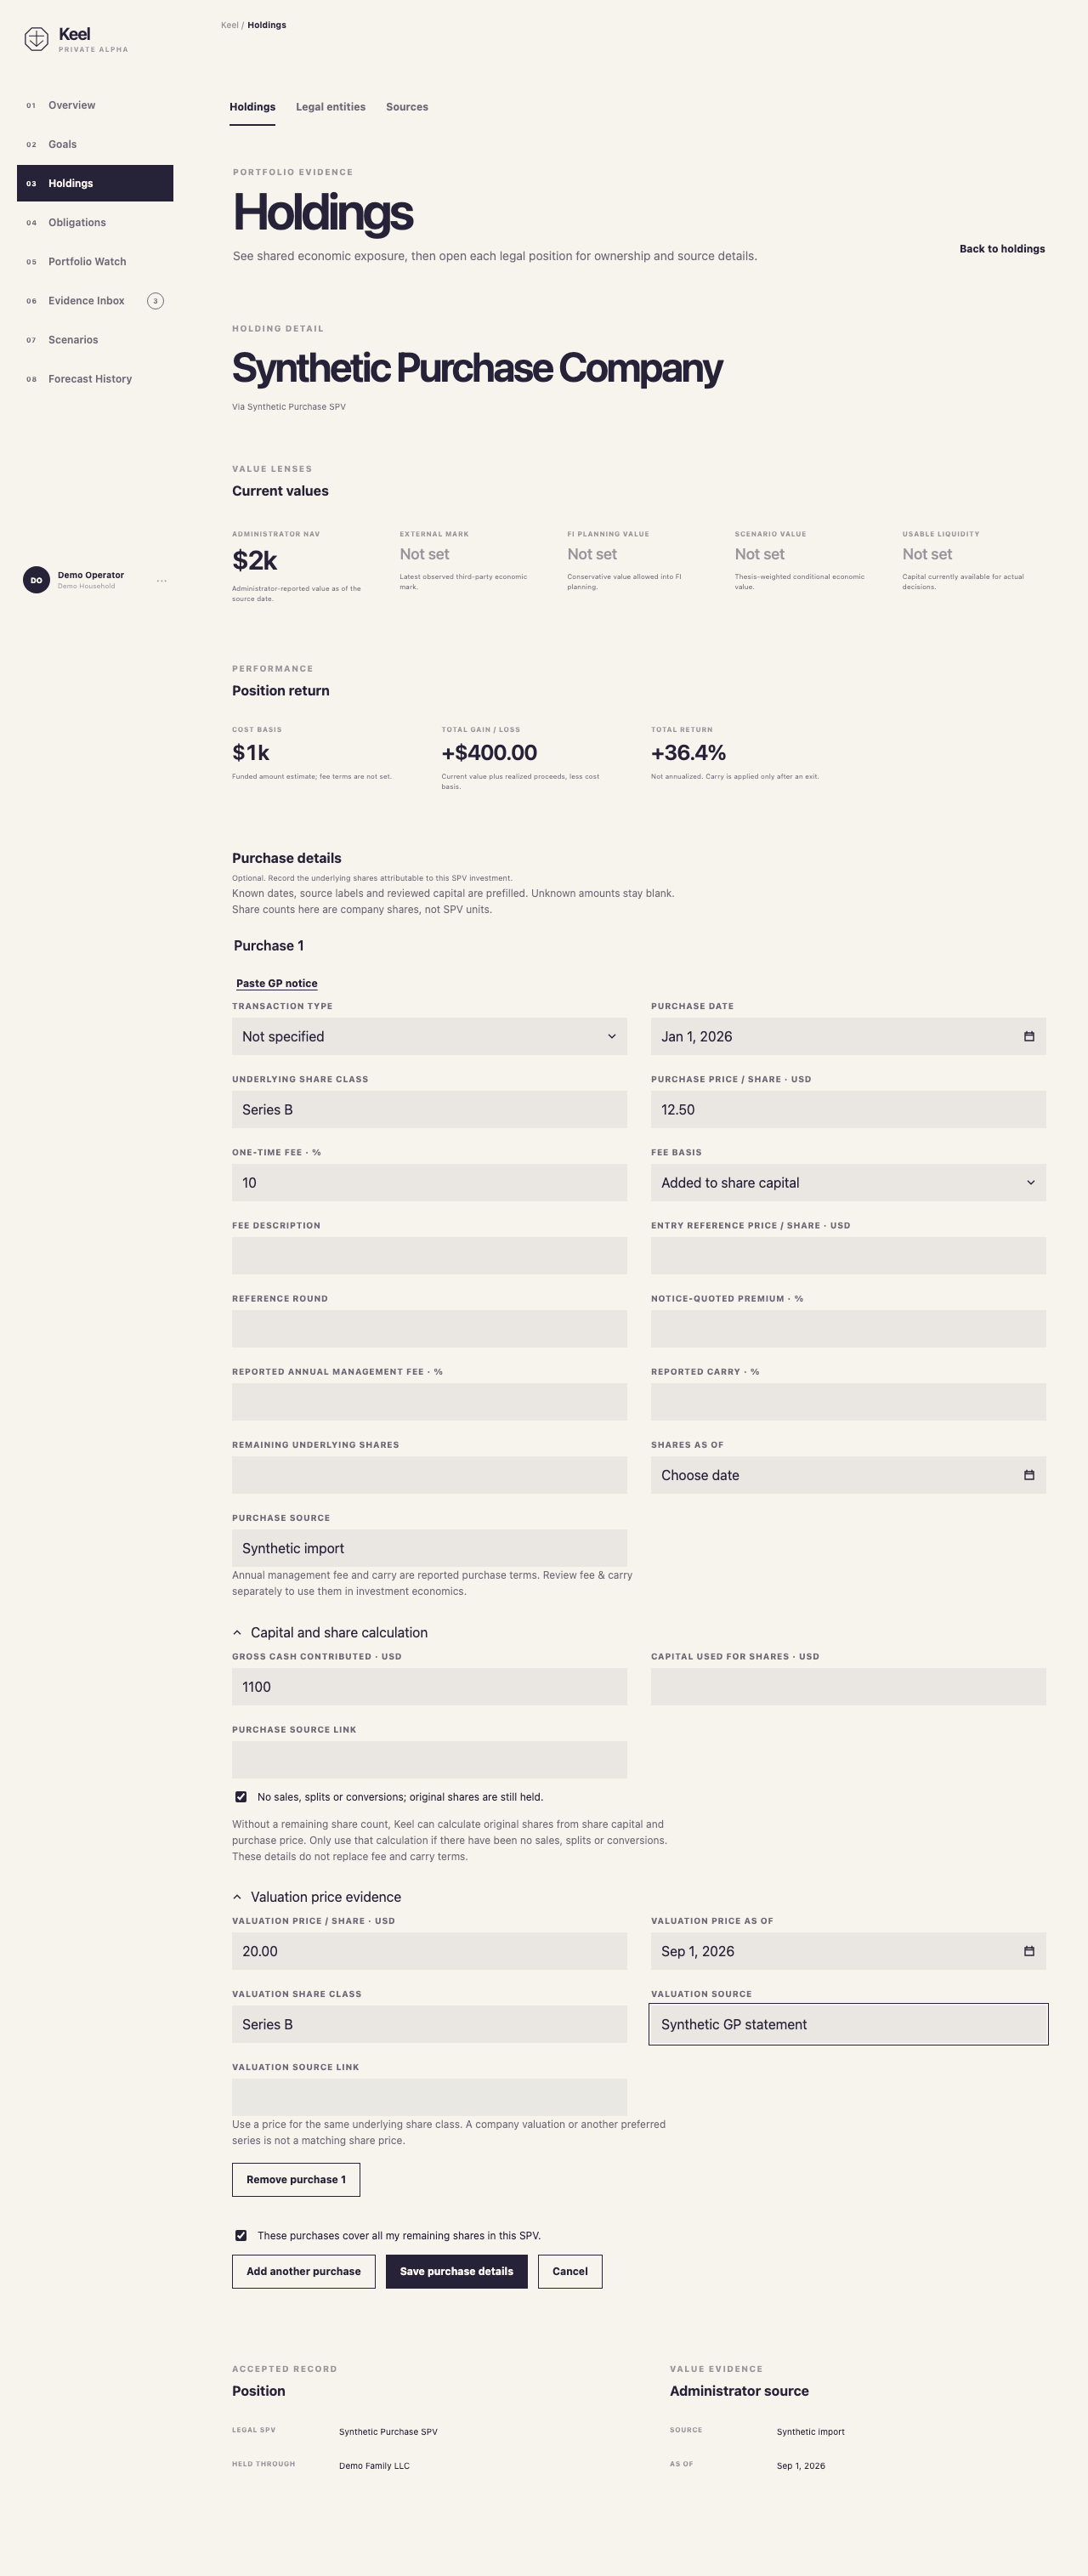 Keel
PRIVATE ALPHA
Keel / Holdings
01 Overview
02 Goals
03 Holdings
04 Obligations
05 Portfolio Watch
06 Evidence Inbox 3
07 Scenarios
08 Forecast History
DO
Demo Operator
Demo Household
...
Holdings Legal entities Sources
PORTFOLIO EVIDENCE
Holdings
See shared economic exposure, then open each legal position for ownership and source details.
Back to holdings
HOLDING DETAIL
Synthetic Purchase Company
Via Synthetic Purchase SPV
VALUE LENSES
Current values
ADMINISTRATOR NAV
$2k
Administrator-reported value as of the
source date.
EXTERNAL MARK
Not set
Latest observed third-party economic
mark.
FI PLANNING VALUE
Not set
Conservative value allowed into FI
planning.
SCENARIO VALUE
Not set
Thesis-weighted conditional economic
value.
USABLE LIQUIDITY
Not set
Capital currently available for actual
decisions.
PERFORMANCE
Position return
COST BASIS
$1k
Funded amount estimate; fee terms are not set.
TOTAL GAIN / LOSS
+$400.00
Current value plus realized proceeds, less cost
basis.
TOTAL RETURN
+36.4%
Not annualized. Carry is applied only after an exit.
Purchase details
Optional. Record the underlying shares attributable to this SPV investment.
Known dates, source labels and reviewed capital are prefilled. Unknown amounts stay blank.
Share counts here are company shares, not SPV units.
Purchase 1
Paste GP notice
TRANSACTION TYPE
Not specified
PURCHASE DATE
Jan 1, 2026
UNDERLYING SHARE CLASS
Series B
PURCHASE PRICE / SHARE · USD
12.50
ONE-TIME FEE · %
10
FEE BASIS
Added to share capital
FEE DESCRIPTION
ENTRY REFERENCE PRICE / SHARE · USD
REFERENCE ROUND
NOTICE-QUOTED PREMIUM · %
REPORTED ANNUAL MANAGEMENT FEE · %
REPORTED CARRY · %
REMAINING UNDERLYING SHARES
SHARES AS OF
Choose date
PURCHASE SOURCE
Synthetic import
Annual management fee and carry are reported purchase terms. Review fee & carry
separately to use them in investment economics.
Capital and share calculation
GROSS CASH CONTRIBUTED · USD
1100
CAPITAL USED FOR SHARES · USD
PURCHASE SOURCE LINK
No sales, splits or conversions; original shares are still held.
Without a remaining share count, Keel can calculate original shares from share capital and
purchase price. Only use that calculation if there have been no sales, splits or conversions.
These details do not replace fee and carry terms.
Valuation price evidence
VALUATION PRICE / SHARE · USD
20.00
VALUATION PRICE AS OF
Sep 1, 2026
VALUATION SHARE CLASS
Series B
VALUATION SOURCE
Synthetic GP statement
VALUATION SOURCE LINK
Use a price for the same underlying share class. A company valuation or another preferred
series is not a matching share price.
Remove purchase 1
These purchases cover all my remaining shares in this SPV.
Add another purchase
Save purchase details
Cancel
ACCEPTED RECORD
Position
LEGAL SPV Synthetic Purchase SPV
HELD THROUGH Demo Family LLC
VALUE EVIDENCE
Administrator source
SOURCE Synthetic import
AS OF Sep 1, 2026